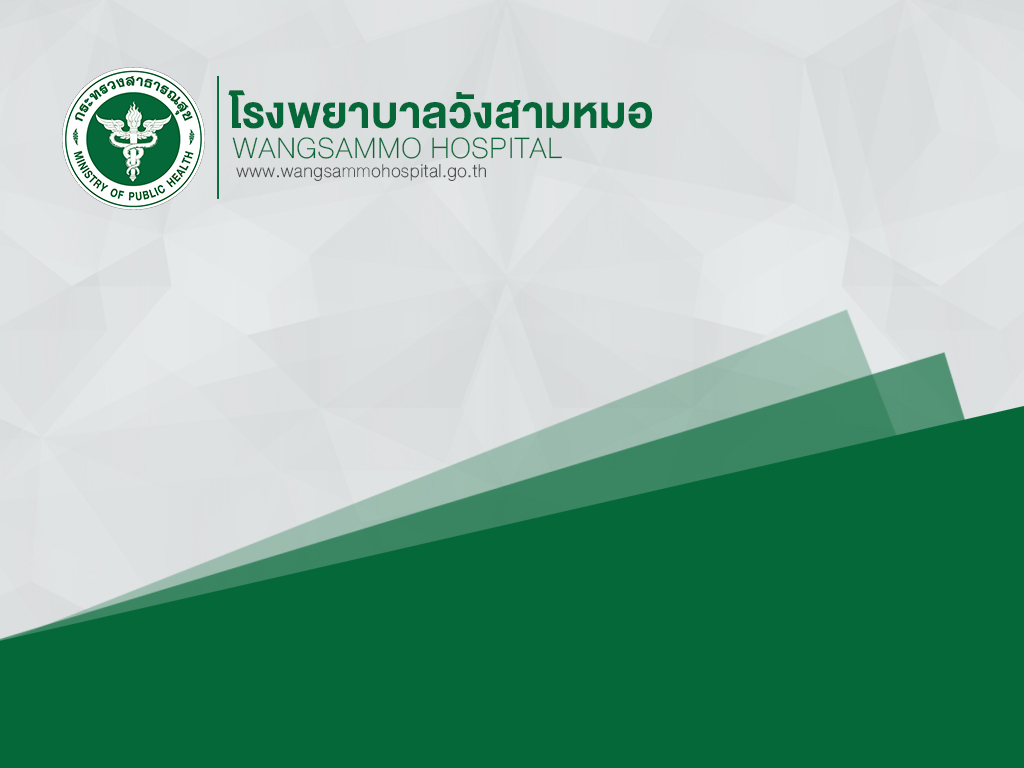 กระทรวงสาธารณสุข
MINISTRY OF PUBLIC HEALTH
โรงพยาบาลวังสามหมอ
WANGSAMMO HOSPITAL
www.wangsammohospital.go.th